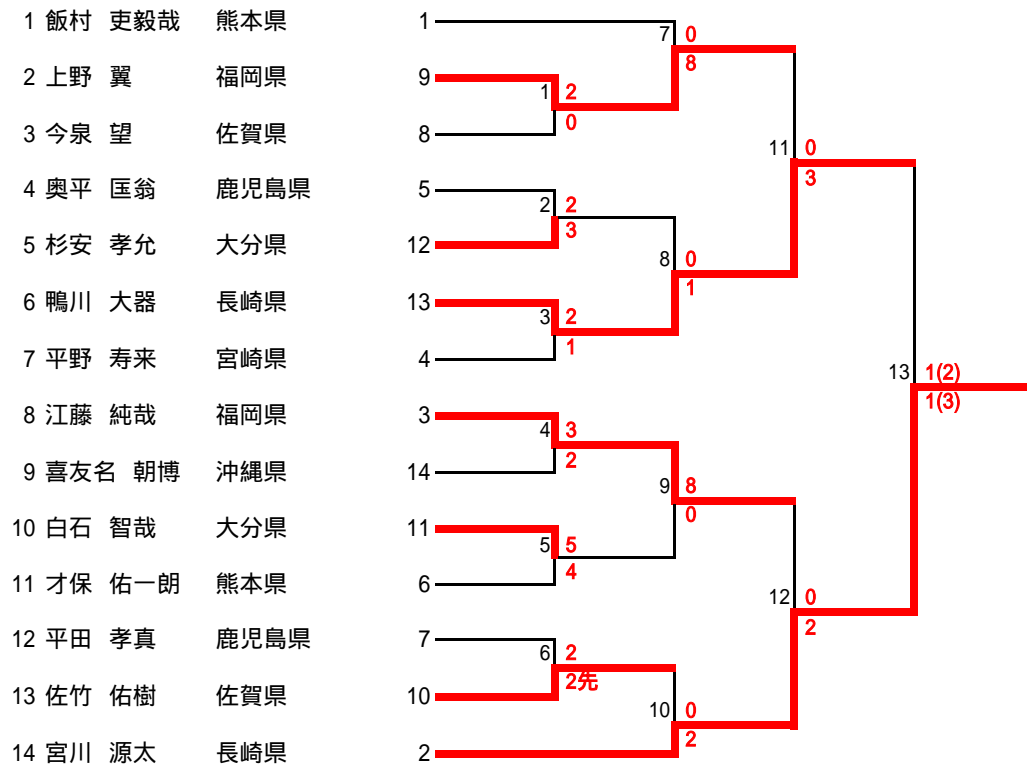 1 飯村 吏毅哉 熊本県 1
7 0
8
2 上野 翼 福岡県 9
1 2
0
3 今泉 望 佐賀県 8
11 0
3
4 奥平 匡翁 鹿児島県 5
2 2
3
5 杉安 孝允 大分県 12
8 0
1
6 鴨川 大器 長崎県 13
3 2
1
7 平野 寿来 宮崎県 4
13 1(2)
1(3)
8 江藤 純哉 福岡県 3
4 3
2
9 喜友名 朝博 沖縄県 14
9 8
0
10 白石 智哉 大分県 11
5 5
4
11 才保 佑一朗 熊本県 6
12 0
2
12 平田 孝真 鹿児島県 7
6 2
2先
13 佐竹 佑樹 佐賀県 10
10 0
2
14 宮川 源太 長崎県 2